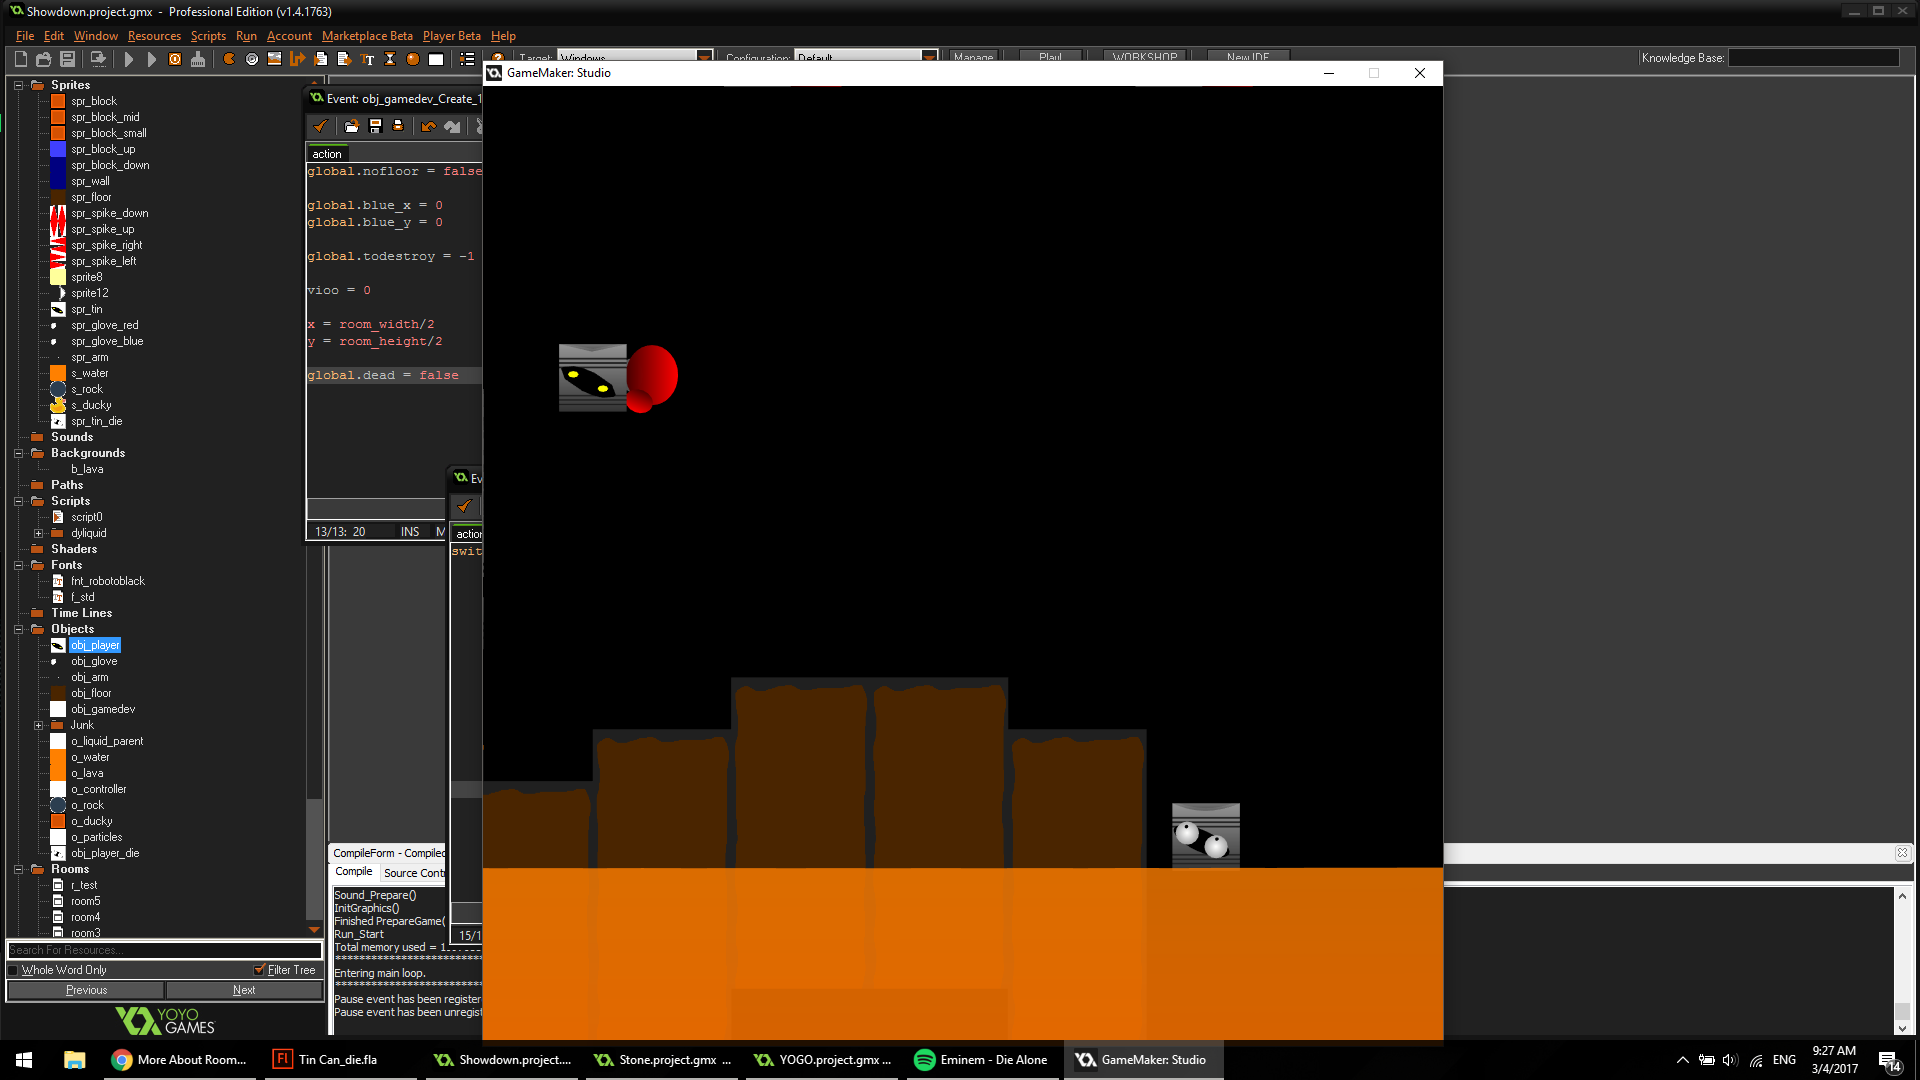 Showdown.project.gmx - Professional Edition (v1.4.1763)
File Edit Window Resources Scripts Run Account Marketplace Beta Player Beta Help
Target: Windows Configuration: Default Manage Play! WORKSHOP New IDE Knowledge Base:
GameMaker: Studio
Sprites
spr_block
spr_block_mid
spr_block_small
spr_block_up
spr_block_down
spr_wall
spr_floor
spr_spike_down
spr_spike_up
spr_spike_right
spr_spike_left
sprite8
sprite12
spr_tin
spr_glove_red
spr_glove_blue
spr_arm
s_water
s_rock
s_ducky
spr_tin_die
Sounds
Backgrounds
b_lava
Paths
Scripts
script0
dyliquid
Shaders
Fonts
fnt_robotoblack
f_std
Time Lines
Objects
obj_player
obj_glove
obj_arm
obj_floor
obj_gamedev
Junk
o_liquid_parent
o_water
o_lava
o_controller
o_rock
o_ducky
o_particles
obj_player_die
Rooms
r_test
room5
room4
room3
Search For Resources...
Whole Word Only Filter Tree
Previous Next
YOYO
GAMES
Event: obj_gamedev_Create_1
action
global.nofloor = false
global.blue_x = 0
global.blue_y = 0
global.todestroy = -1
vioo = 0
x = room_width/2
y = room_height/2
global.dead = false
13/13: 20 INS M
Ev
action
swit
15/1
CompileForm - Compiled
Compile Source Contr
Sound_Prepare()
InitGraphics()
Finished PrepareGame(
Run_Start
Total memory used = 1
************************
Entering main loop.
************************
Pause event has been register
Pause event has been unregist
More About Room... Tin Can_die.fla Showdown.project.... Stone.project.gmx ... YOGO.project.gmx ... Eminem - Die Alone GameMaker: Studio
ENG
9:27 AM
3/4/2017
14